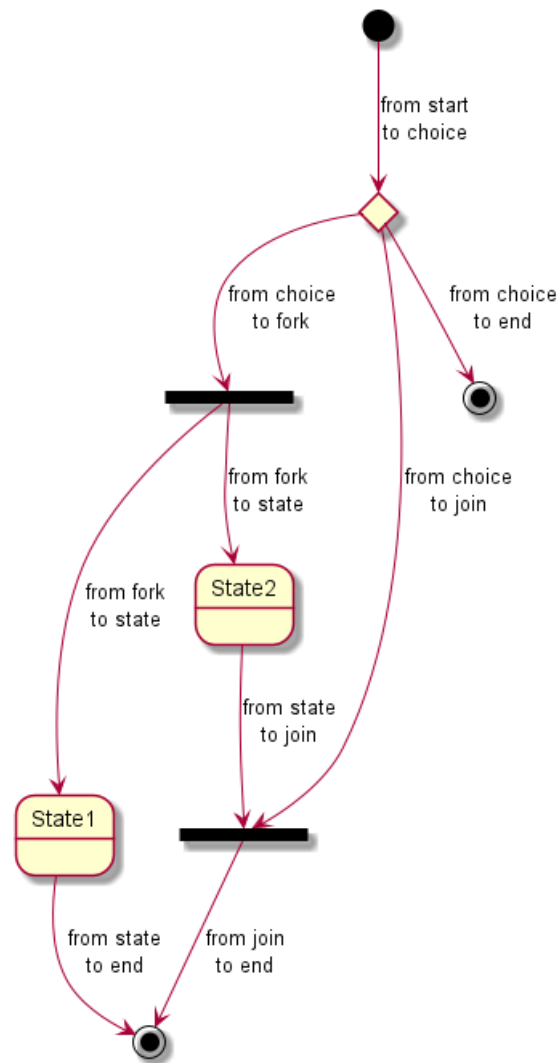 from start
to choice
from choice
to fork
from choice
to end
from fork
to state
from choice
to join
State2
from fork
to state
from state
to join
State1
from state
to end
from join
to end